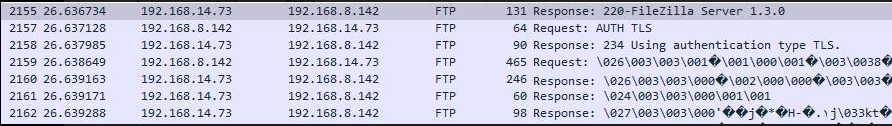 2155 26.636734 192.168.14.73 192.168.8.142 FTP 131 Response: 220-FileZilla Server 1.3.0
2157 26.637128 192.168.8.142 192.168.14.73 FTP 64 Request: AUTH TLS
2158 26.637985 192.168.14.73 192.168.8.142 FTP 90 Response: 234 Using authentication type TLS.
2159 26.638649 192.168.8.142 192.168.14.73 FTP 465 Request: \026\003\003\001�\001\000\001�\003\0038�
2160 26.639163 192.168.14.73 192.168.8.142 FTP 246 Response: \026\003\003\000�\002\000\000�\003\003�
2161 26.639171 192.168.14.73 192.168.8.142 FTP 60 Response: \024\003\003\000\001\001
2162 26.639288 192.168.14.73 192.168.8.142 FTP 98 Response: \027\003\003\000'��j�*�H-�.